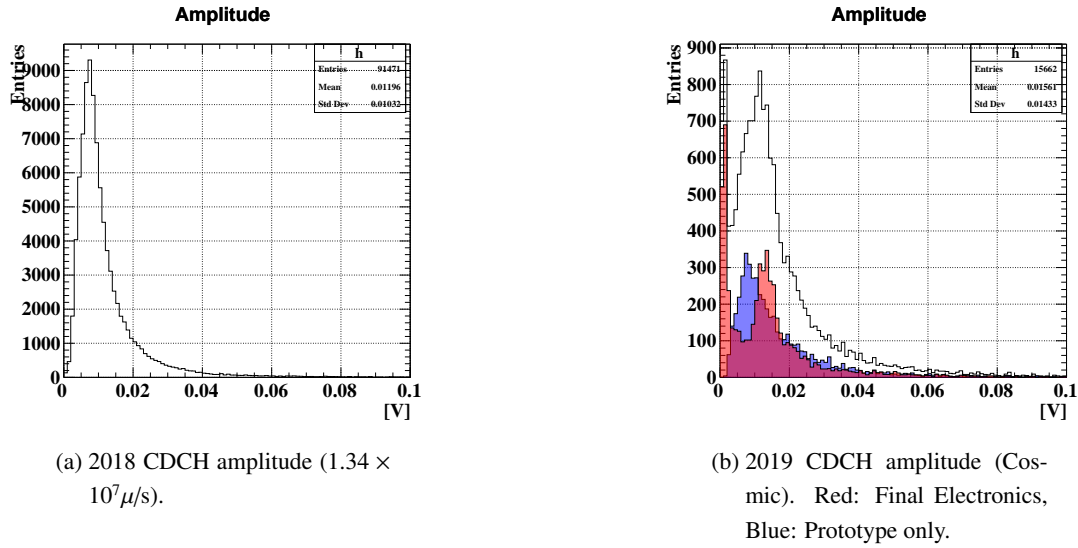 Amplitude
Entries
h
Entries 91471
Mean 0.01196
Std Dev 0.01032
9000
8000
7000
6000
5000
4000
3000
2000
1000
0
0 0.02 0.04 0.06 0.08 0.1
[V]
(a) 2018 CDCH amplitude (1.34 ×
10⁷μ/s).
Amplitude
Entries
h
Entries 15662
Mean 0.01561
Std Dev 0.01433
900
800
700
600
500
400
300
200
100
0
0 0.02 0.04 0.06 0.08 0.1
[V]
(b) 2019 CDCH amplitude (Cos-
mic). Red: Final Electronics,
Blue: Prototype only.